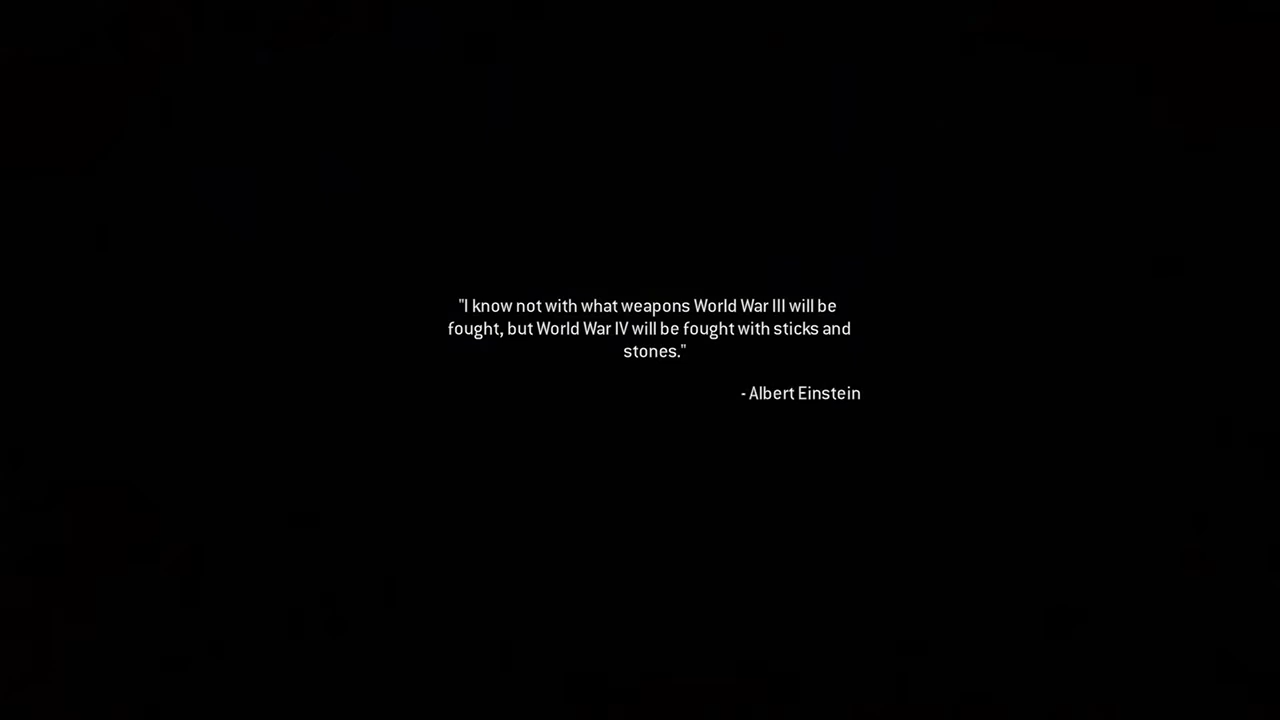 "I know not with what weapons World War III will be
fought, but World War IV will be fought with sticks and
stones."
- Albert Einstein